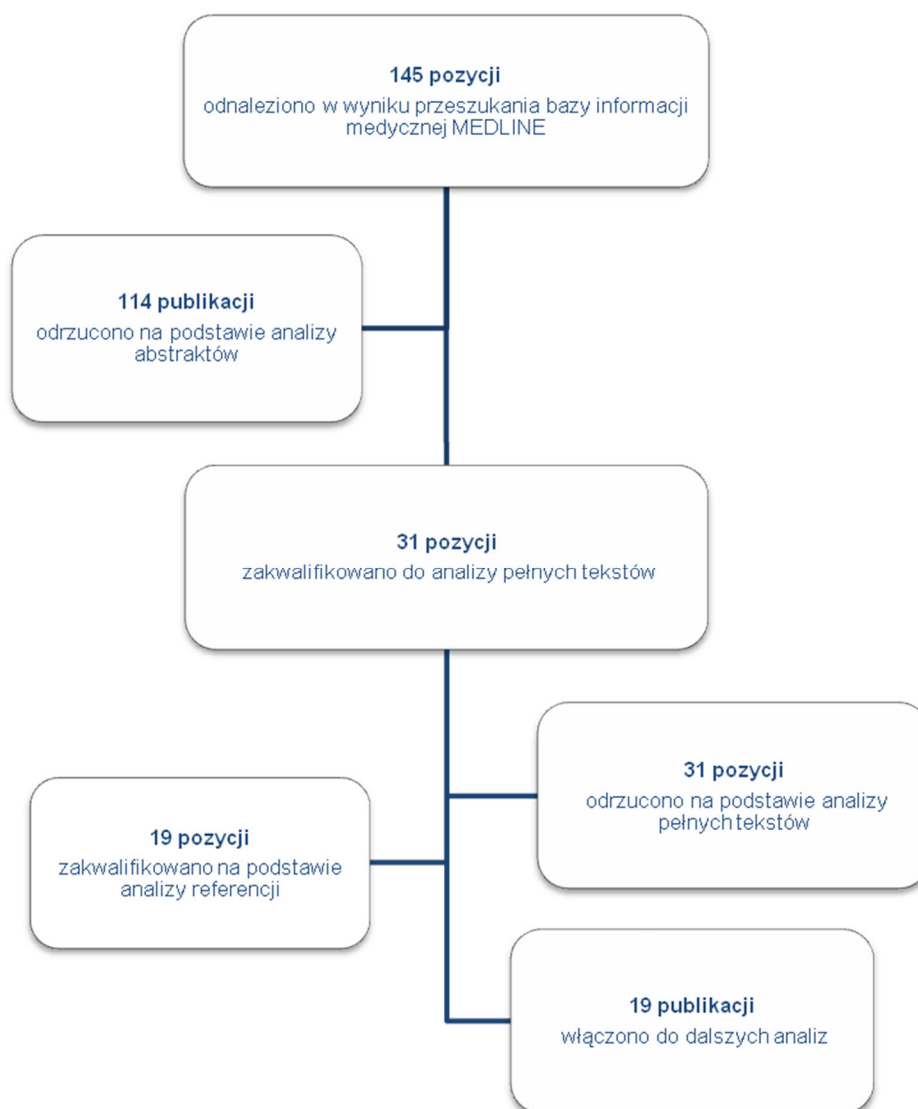 145 pozycji
odnaleziono w wyniku przeszukania bazy informacji
medycznej MEDLINE
114 publikacji
odrzucono na podstawie analizy
abstraktów
31 pozycji
zakwalifikowano do analizy pełnych tekstów
31 pozycji
odrzucono na podstawie analizy
pełnych tekstów
19 pozycji
zakwalifikowano na podstawie
analizy referencji
19 publikacji
włączono do dalszych analiz